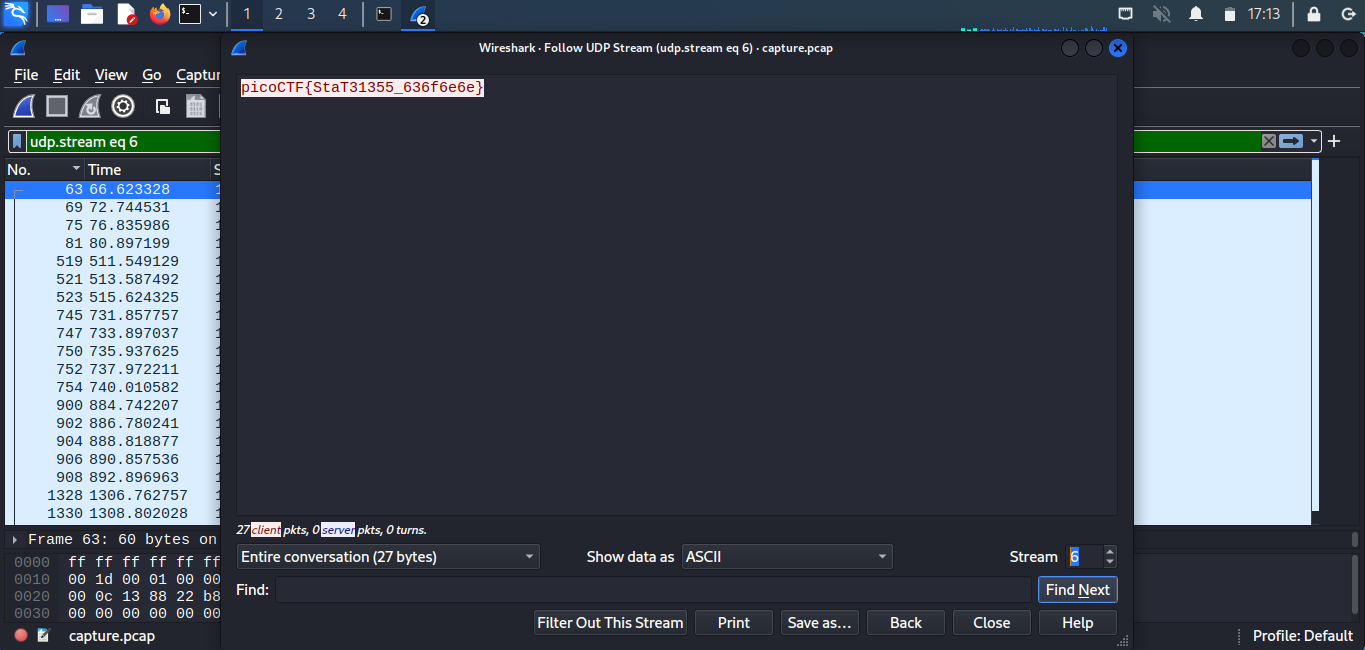 1 2 3 4 2 17:13
Wireshark · Follow UDP Stream (udp.stream eq 6) · capture.pcap
File Edit View Go Captur
picoCTF{StaT31355_636f6e6e}
udp.stream eq 6
No. Time S
63 66.623328
69 72.744531
75 76.835986
81 80.897199
519 511.549129
521 513.587492
523 515.624325
745 731.857757
747 733.897037
750 735.937625
752 737.972211
754 740.010582
900 884.742207
902 886.780241
904 888.818877
906 890.857536
908 892.896963
1328 1306.762757
1330 1308.802028
27 client pkts, 0 server pkts, 0 turns.
Frame 63: 60 bytes on
Entire conversation (27 bytes) Show data as ASCII Stream 6
0000 ff ff ff ff ff ff
0010 00 1d 00 01 00 00
Find: Find Next
0020 00 0c 13 88 22 b8
0030 00 00 00 00 00 00
Filter Out This Stream Print Save as… Back Close Help
capture.pcap Profile: Default